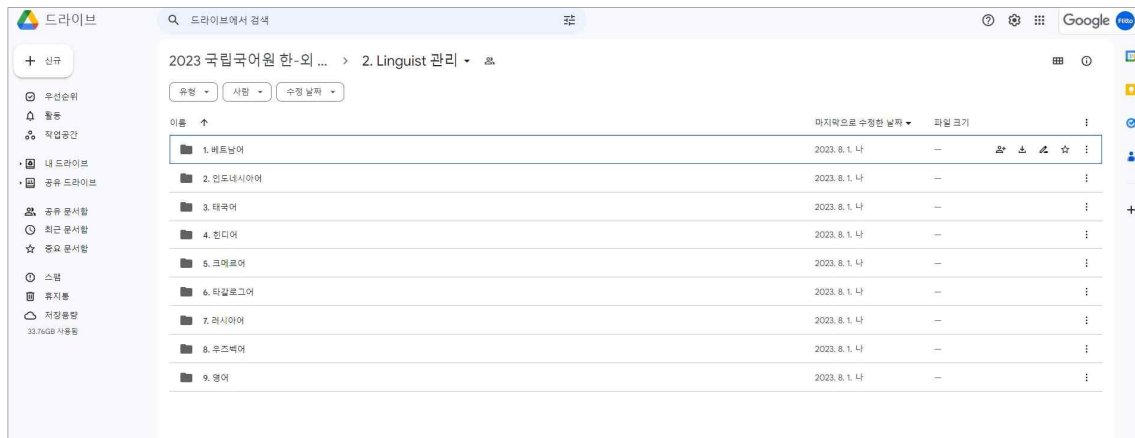 드라이브
드라이브에서 검색
Google
Flitto
신규
2023 국립국어원 한-외 ... > 2. Linguist 관리
유형 사람 수정 날짜
우선순위
활동
작업공간
내 드라이브
공유 드라이브
공유 문서함
최근 문서함
중요 문서함
스팸
휴지통
저장용량
33.76GB 사용됨
이름 마지막으로 수정한 날짜 파일 크기
1. 베트남어 2023. 8. 1. 나 —
2. 인도네시아어 2023. 8. 1. 나 —
3. 태국어 2023. 8. 1. 나 —
4. 힌디어 2023. 8. 1. 나 —
5. 크메르어 2023. 8. 1. 나 —
6. 타갈로그어 2023. 8. 1. 나 —
7. 러시아어 2023. 8. 1. 나 —
8. 우즈벡어 2023. 8. 1. 나 —
9. 영어 2023. 8. 1. 나 —